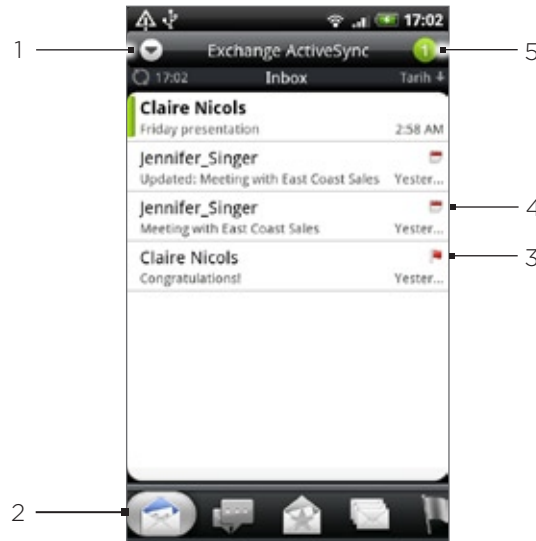 17:02
1
Exchange ActiveSync
1
5
17:02 Inbox Tarih
Claire Nicols
Friday presentation 2:58 AM
Jennifer_Singer
Updated: Meeting with East Coast Sales Yester...
Jennifer_Singer
4
Meeting with East Coast Sales Yester...
Claire Nicols
3
Congratulations! Yester...
2